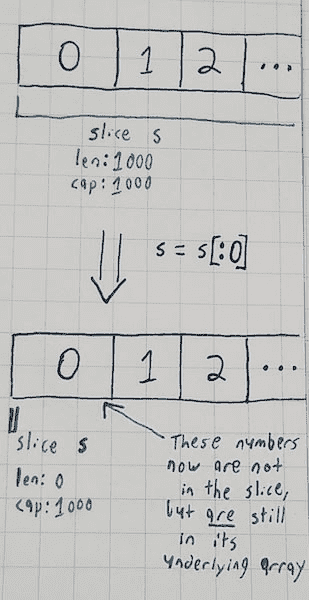 0 1 2 ...
slice s
len: 1000
cap: 1000
s = s[:0]
0 1 2 ...
slice s
len: 0
cap: 1000
These numbers
now are not
in the slice,
but are still
in its
underlying array